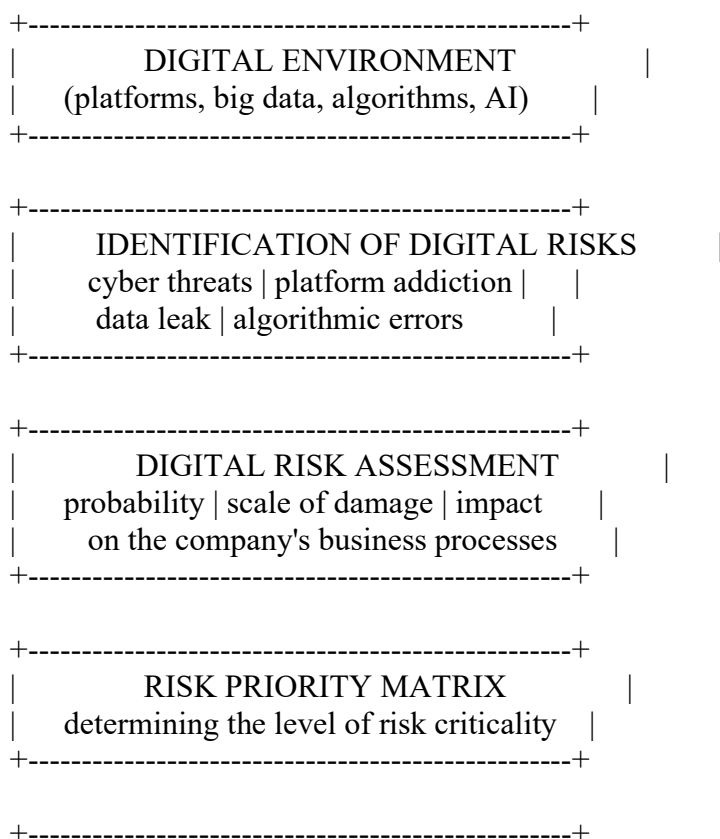 +---------------------------------------------------+
| DIGITAL ENVIRONMENT |
| (platforms, big data, algorithms, AI) |
+---------------------------------------------------+
+---------------------------------------------------+
| IDENTIFICATION OF DIGITAL RISKS |
| cyber threats | platform addiction | |
| data leak | algorithmic errors |
+---------------------------------------------------+
+---------------------------------------------------+
| DIGITAL RISK ASSESSMENT |
| probability | scale of damage | impact |
| on the company's business processes |
+---------------------------------------------------+
+---------------------------------------------------+
| RISK PRIORITY MATRIX |
| determining the level of risk criticality |
+---------------------------------------------------+
+---------------------------------------------------+